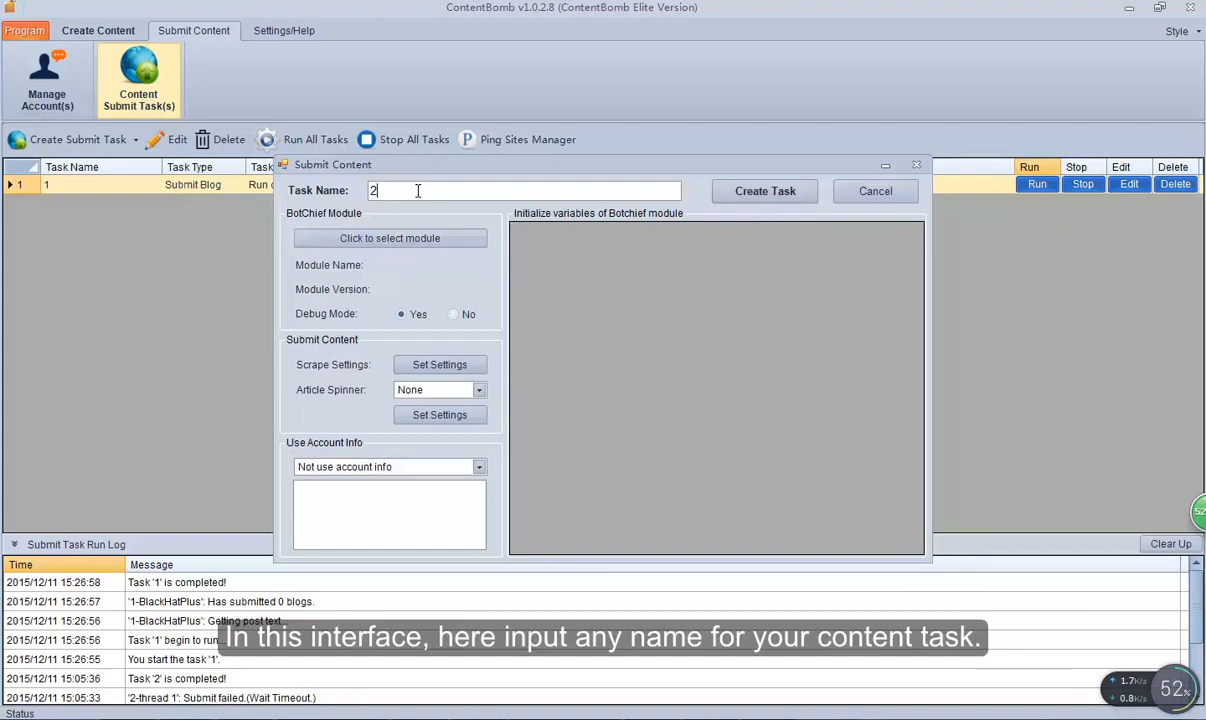 ContentBomb v1.0.2.8 (ContentBomb Elite Version)
Program Create Content Submit Content Settings/Help Style
Manage Account(s)
Content Submit Task(s)
Create Submit Task Edit Delete Run All Tasks Stop All Tasks P Ping Sites Manager
Task Name Task Type Run Stop Edit Delete
1 1 Submit Blog Run Stop Edit Delete
Submit Content
Task Name: 2 Create Task Cancel
BotChief Module Initialize variables of Botchief module
Click to select module
Module Name:
Module Version:
Debug Mode: Yes No
Submit Content
Scrape Settings: Set Settings
Article Spinner: None
Set Settings
Use Account Info
Not use account info
52
Submit Task Run Log Clear Up
Time Message
2015/12/11 15:26:58 Task '1' is completed!
2015/12/11 15:26:57 '1-BlackHatPlus': Has submitted 0 blogs.
2015/12/11 15:26:56 '1-BlackHatPlus': Getting post text...
2015/12/11 15:26:56 Task '1' begin to run...
2015/12/11 15:26:55 You start the task '1'.
2015/12/11 15:05:36 Task '2' is completed!
2015/12/11 15:05:33 '2-thread 1': Submit failed.(Wait Timeout.)
In this interface, here input any name for your content task.
1.7K/s
0.8K/s
52%
Status